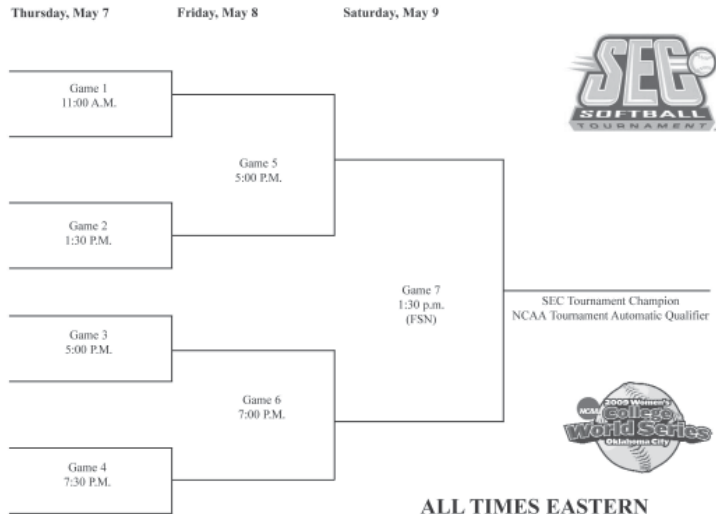 Thursday, May 7
Friday, May 8
Saturday, May 9
Game 1
11:00 A.M.
SEC
SOFTBALL
TOURNAMENT
Game 5
5:00 P.M.
Game 2
1:30 P.M.
Game 7
1:30 p.m.
(FSN)
SEC Tournament Champion
NCAA Tournament Automatic Qualifier
Game 3
5:00 P.M.
Game 6
7:00 P.M.
NCAA
2009 Women's
College
World Series
Oklahoma City
Game 4
7:30 P.M.
ALL TIMES EASTERN